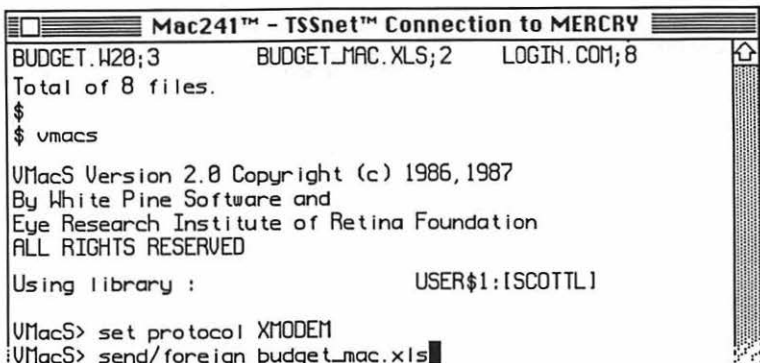 Mac241™ - TSSnet™ Connection to MERCRY
BUDGET.W20;3 BUDGET_MAC.XLS;2 LOGIN.COM;8
Total of 8 files.
$
$ vmacs
VMacS Version 2.0 Copyright (c) 1986,1987
By White Pine Software and
Eye Research Institute of Retina Foundation
ALL RIGHTS RESERVED
Using library : USER$1:[SCOTTL]
VMacS> set protocol XMODEM
VMacS> send/foreign budget_mac.xls